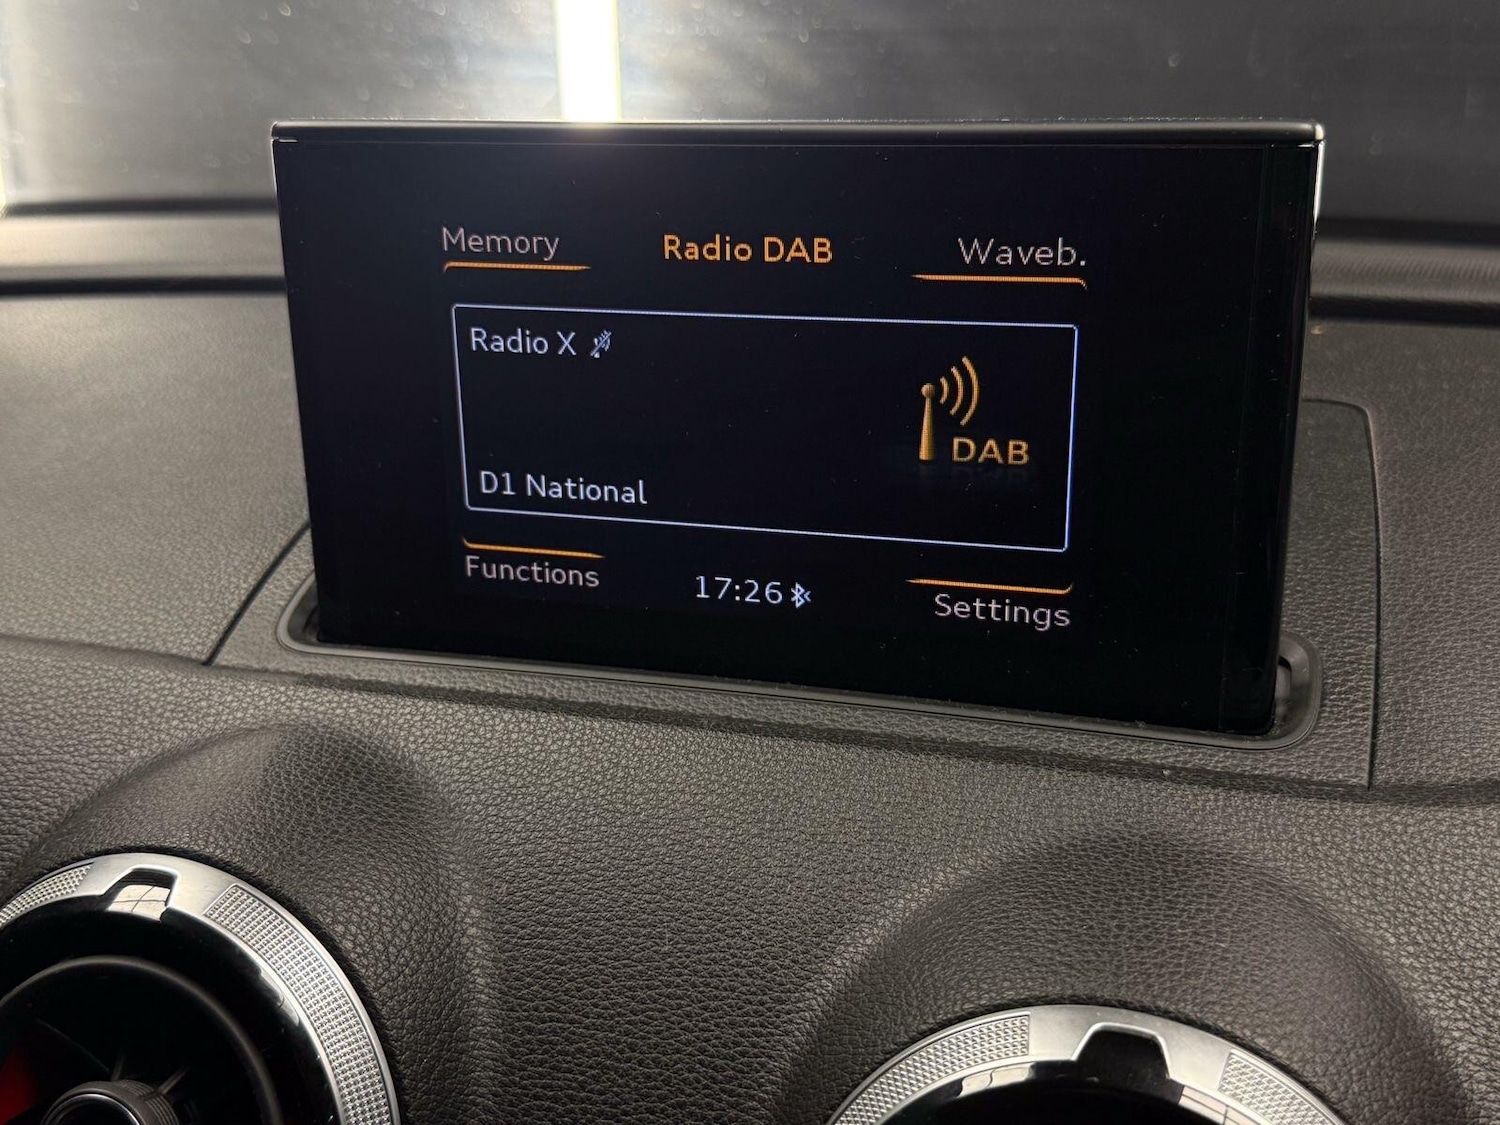 Memory Radio DAB Waveb.
Radio X
DAB
D1 National
Functions 17:26 Settings